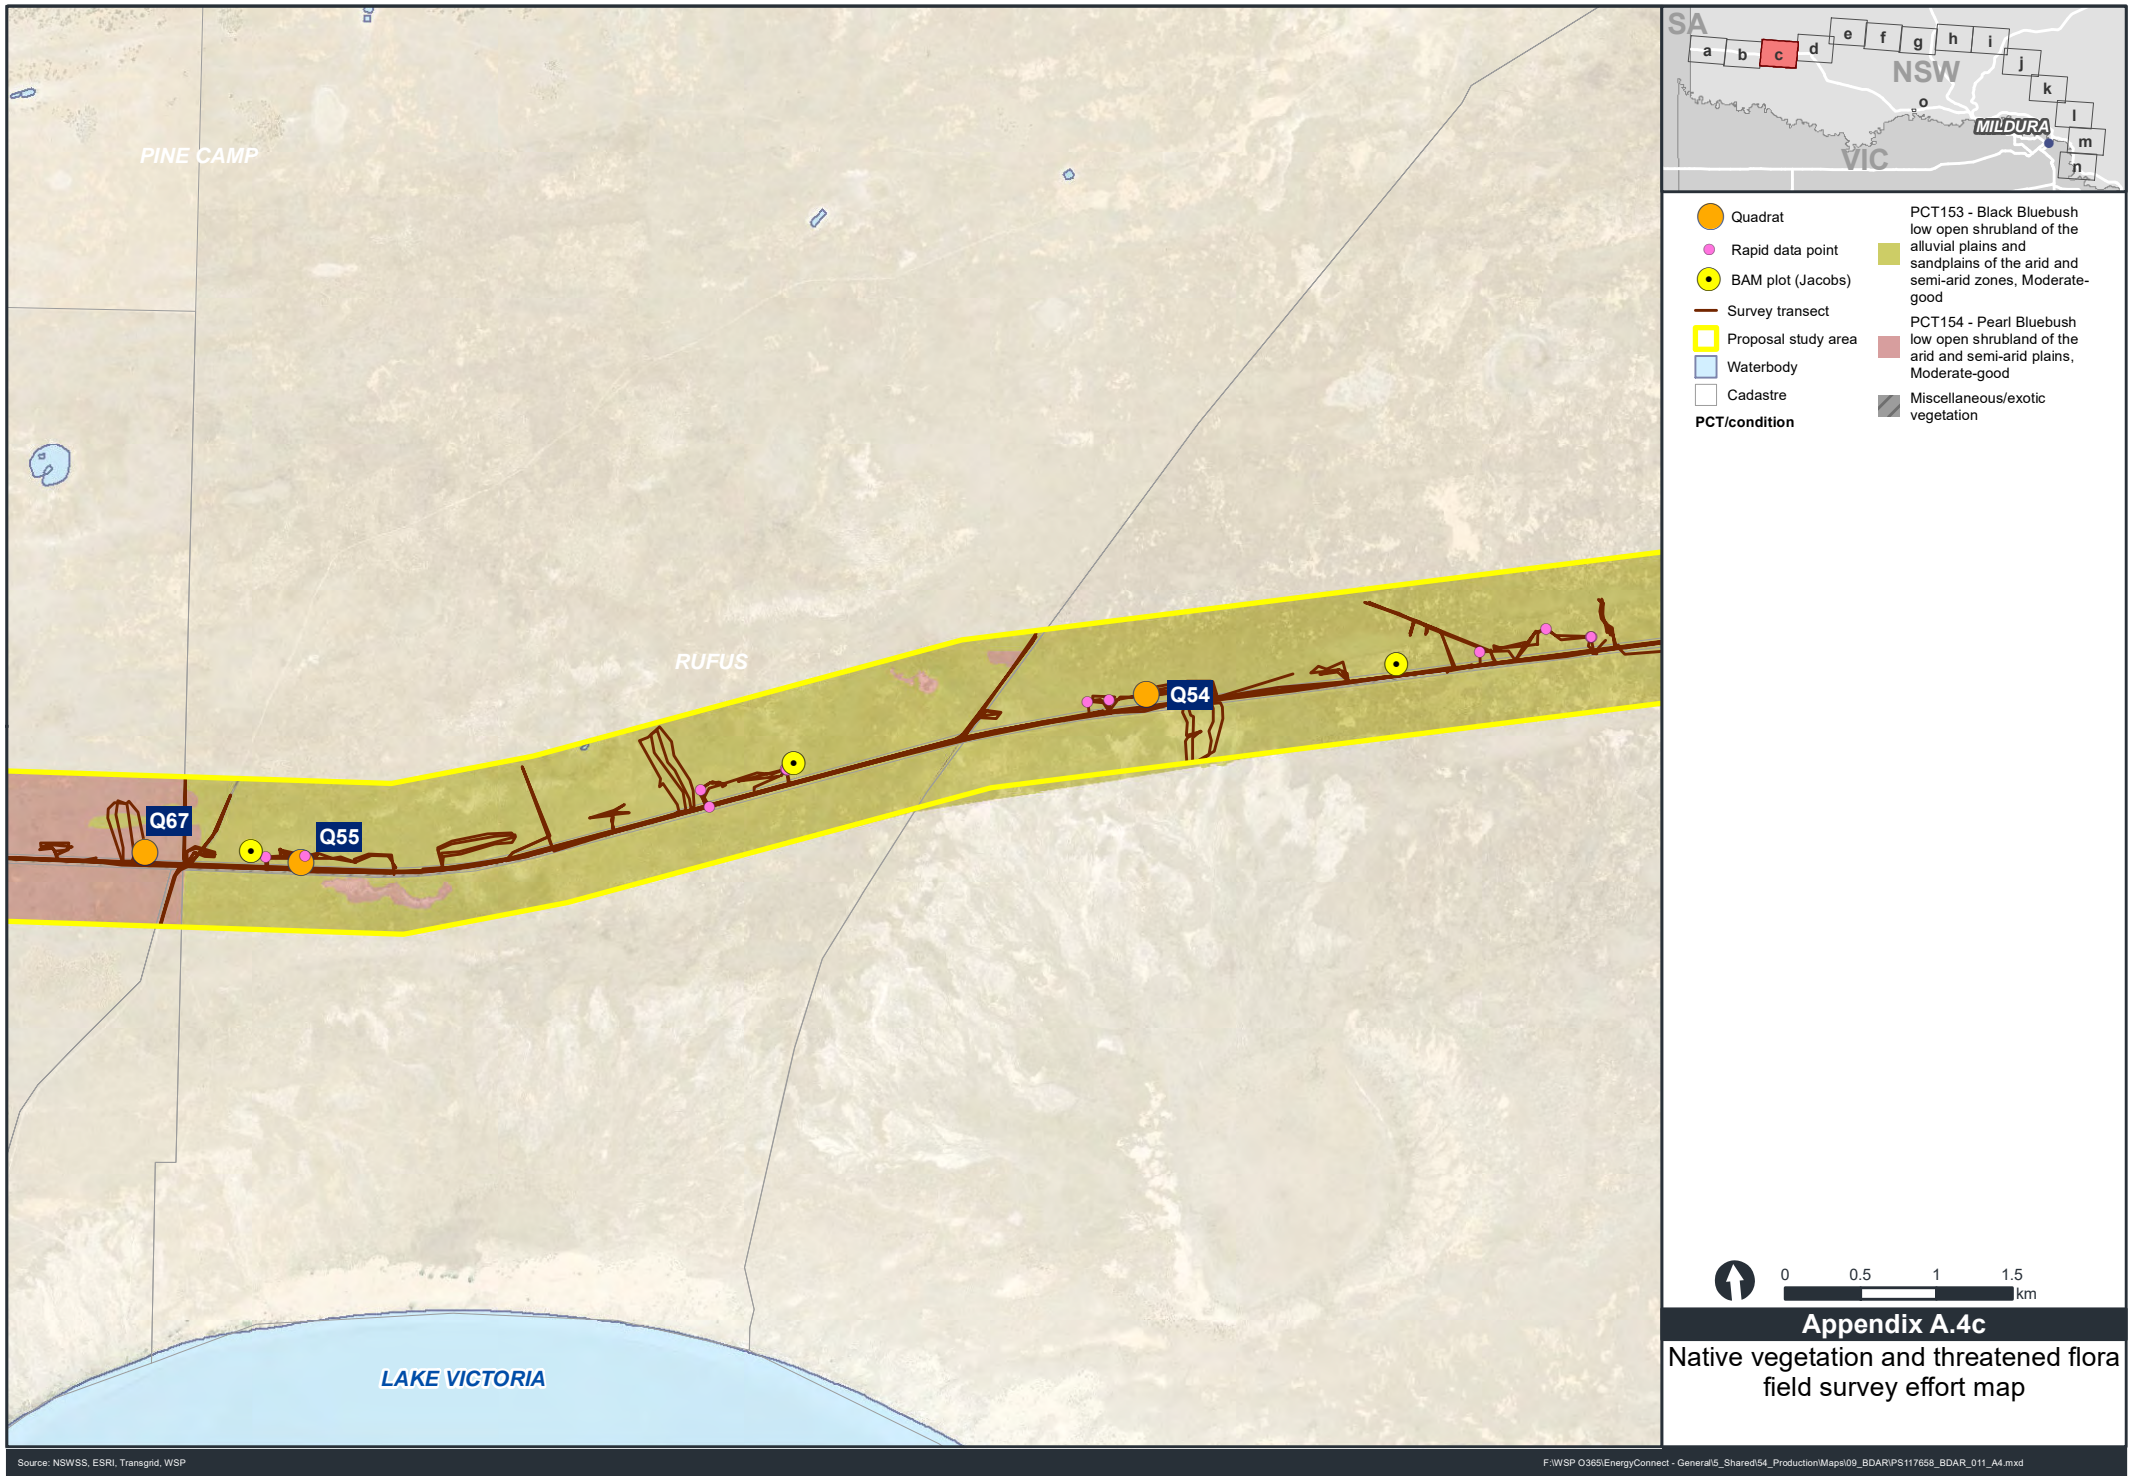 PINE CAMP
RUFUS
Q67
Q55
Q54
LAKE VICTORIA
SA
a
b
c
d
e
f
g
h
i
j
k
l
m
n
o
NSW
MILDURA
VIC
Quadrat
Rapid data point
BAM plot (Jacobs)
Survey transect
Proposal study area
Waterbody
Cadastre
PCT/condition
PCT153 - Black Bluebush
low open shrubland of the
alluvial plains and
sandplains of the arid and
semi-arid zones, Moderate-
good
PCT154 - Pearl Bluebush
low open shrubland of the
arid and semi-arid plains,
Moderate-good
Miscellaneous/exotic
vegetation
0 0.5 1 1.5
km
Appendix A.4c
Native vegetation and threatened flora
field survey effort map
Source: NSWSS, ESRI, Transgrid, WSP
F:\WSP O365\EnergyConnect - General\5_Shared\54_Production\Maps\09_BDAR\PS117658_BDAR_011_A4.mxd